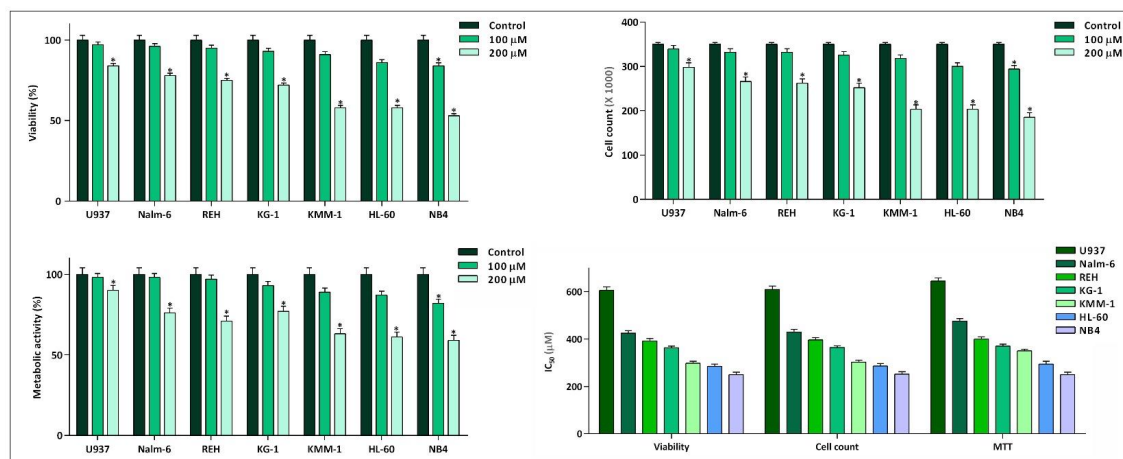 Control
100 µM
200 µM
Viability (%)
100
50
0
* * * * * * * *
U937 Nalm-6 REH KG-1 KMM-1 HL-60 NB4
Control
100 µM
200 µM
Cell count (X 1000)
400
300
200
100
0
* * * * * * * *
U937 Nalm-6 REH KG-1 KMM-1 HL-60 NB4
Control
100 µM
200 µM
Metabolic activity (%)
100
50
0
* * * * * * * *
U937 Nalm-6 REH KG-1 KMM-1 HL-60 NB4
U937
Nalm-6
REH
KG-1
KMM-1
HL-60
NB4
IC₅₀ (µM)
600
400
200
0
Viability Cell count MTT